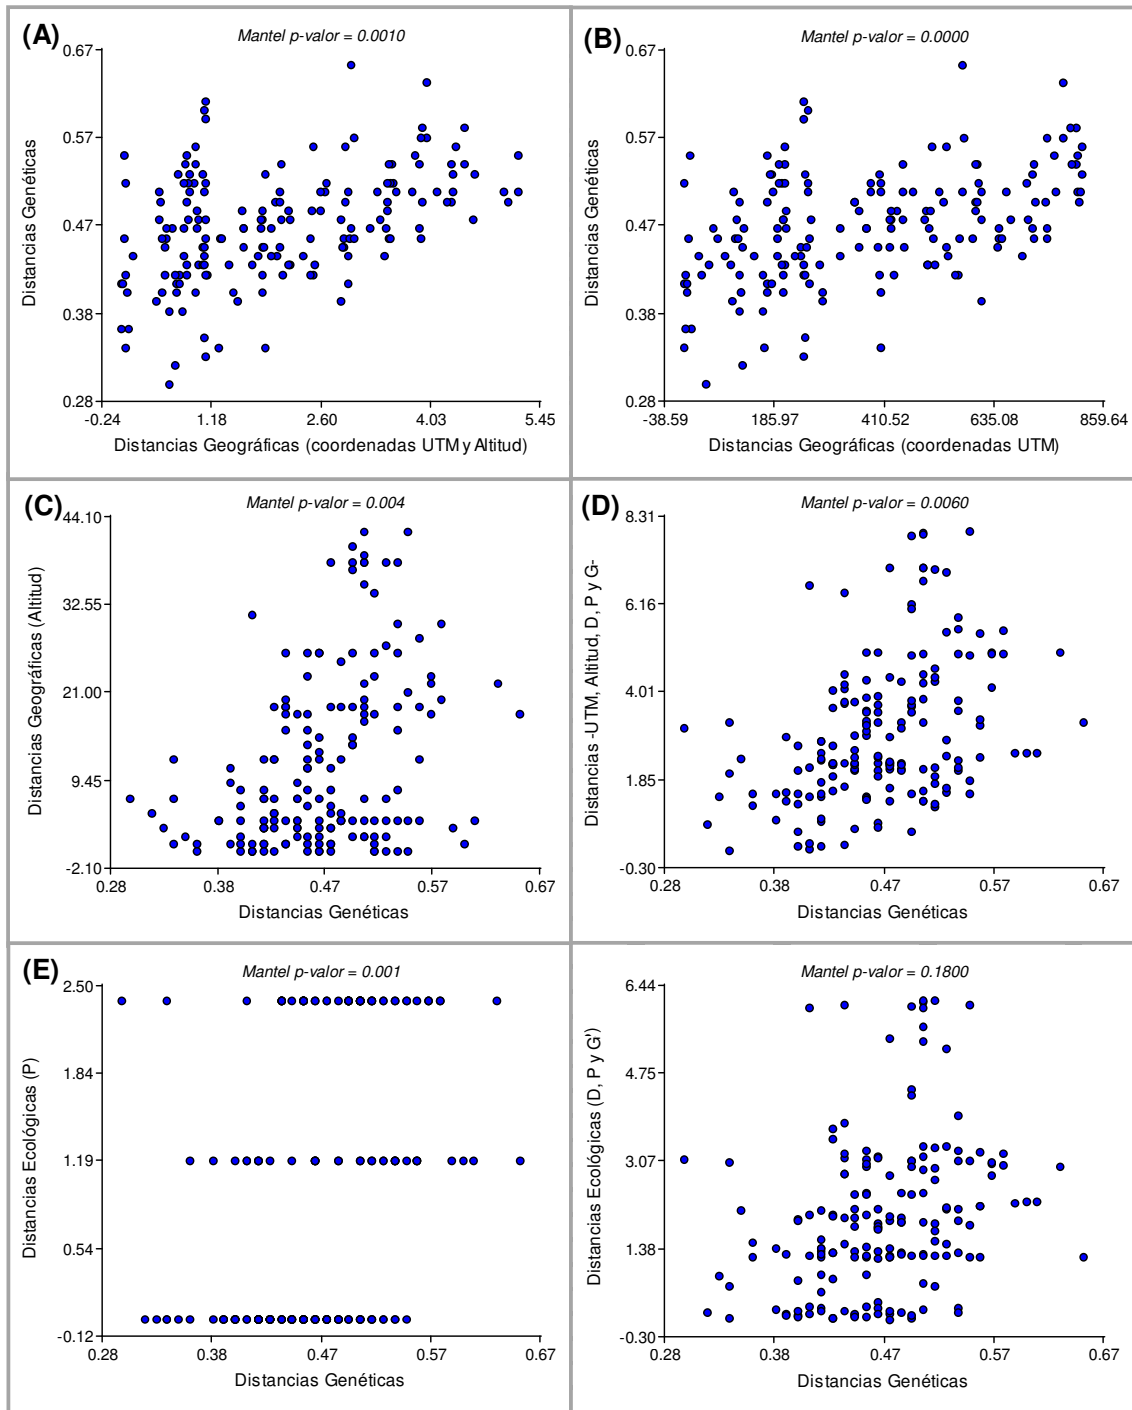 (A)
Mantel p-valor = 0.0010
0.67
0.57
0.47
0.38
0.28
Distancias Genéticas
-0.24 1.18 2.60 4.03 5.45
Distancias Geográficas (coordenadas UTM y Altitud)
(B)
Mantel p-valor = 0.0000
0.67
0.57
0.47
0.38
0.28
Distancias Genéticas
-38.59 185.97 410.52 635.08 859.64
Distancias Geográficas (coordenadas UTM)
(C)
Mantel p-valor = 0.004
44.10
32.55
21.00
9.45
-2.10
Distancias Geográficas (Altitud)
0.28 0.38 0.47 0.57 0.67
Distancias Genéticas
(D)
Mantel p-valor = 0.0060
8.31
6.16
4.01
1.85
-0.30
Distancias -UTM, Altitud, D, P y G-
0.28 0.38 0.47 0.57 0.67
Distancias Genéticas
(E)
Mantel p-valor = 0.001
2.50
1.84
1.19
0.54
-0.12
Distancias Ecológicas (P)
0.28 0.38 0.47 0.57 0.67
Distancias Genéticas
Mantel p-valor = 0.1800
6.44
4.75
3.07
1.38
-0.30
Distancias Ecológicas (D, P y G')
0.28 0.38 0.47 0.57 0.67
Distancias Genéticas